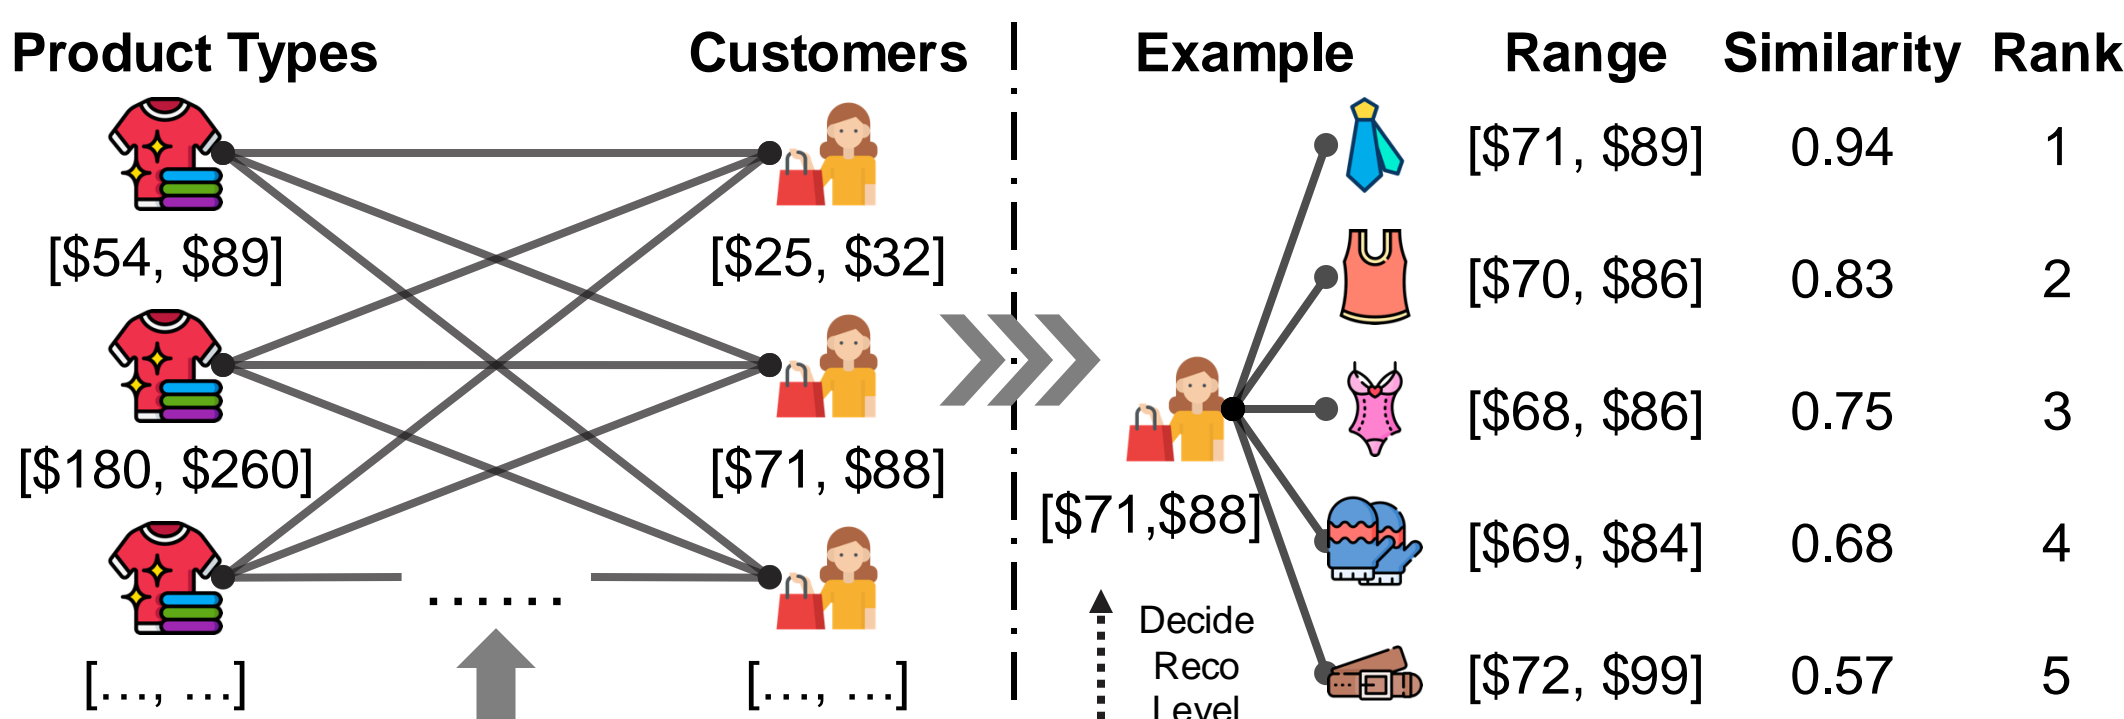 Product Types Customers Example Range Similarity Rank
[$71, $89] 0.94 1
[$54, $89] [$25, $32] [$70, $86] 0.83 2
[$68, $86] 0.75 3
[$180, $260] [$71, $88] [$71,$88] [$69, $84] 0.68 4
......
[..., ...] [..., ...]
Decide
Reco
Level
[$72, $99] 0.57 5